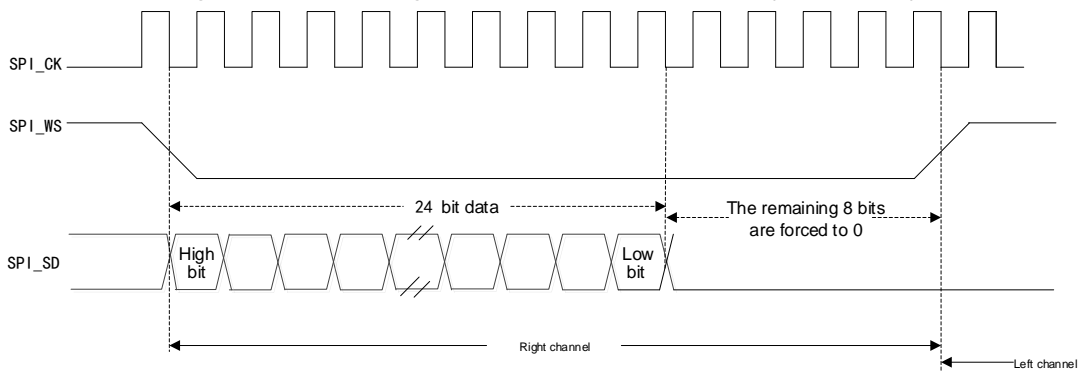 SPI_CK
SPI_WS
24 bit data
The remaining 8 bits
are forced to 0
SPI_SD
High
bit
Low
bit
Right channel
Left channel